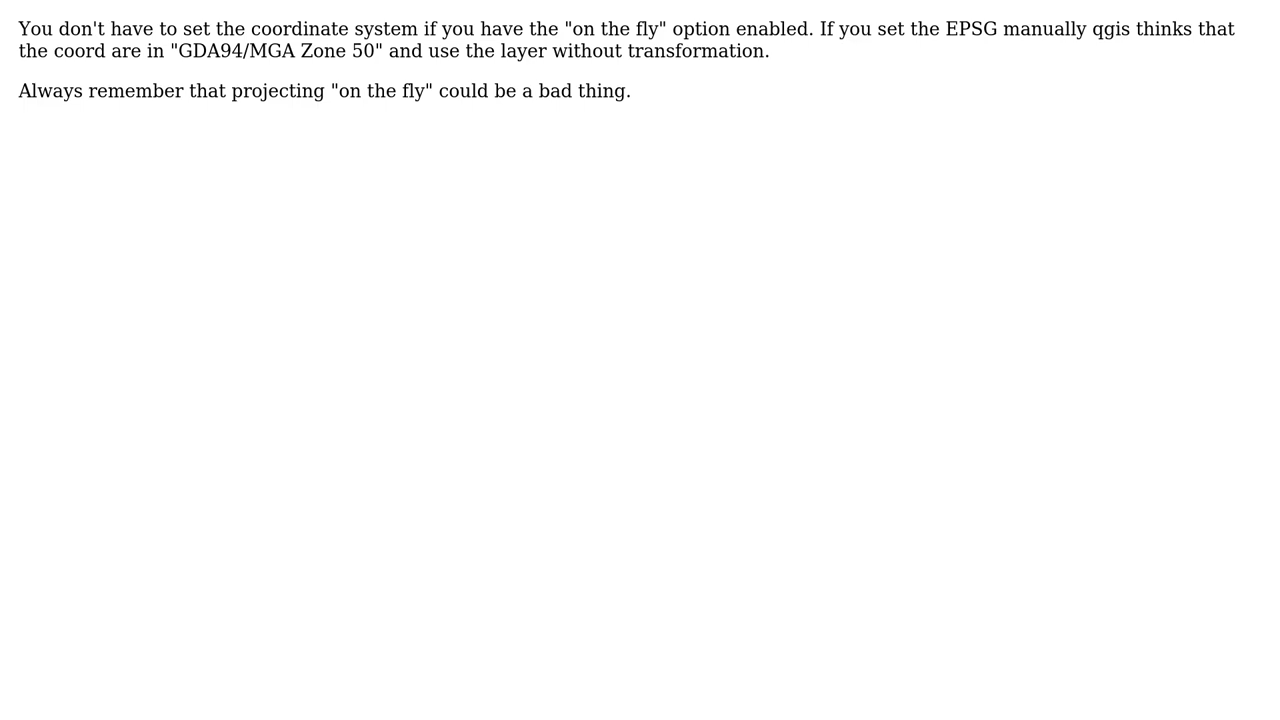 You don't have to set the coordinate system if you have the "on the fly" option enabled. If you set the EPSG manually qgis thinks that
the coord are in "GDA94/MGA Zone 50" and use the layer without transformation.
Always remember that projecting "on the fly" could be a bad thing.